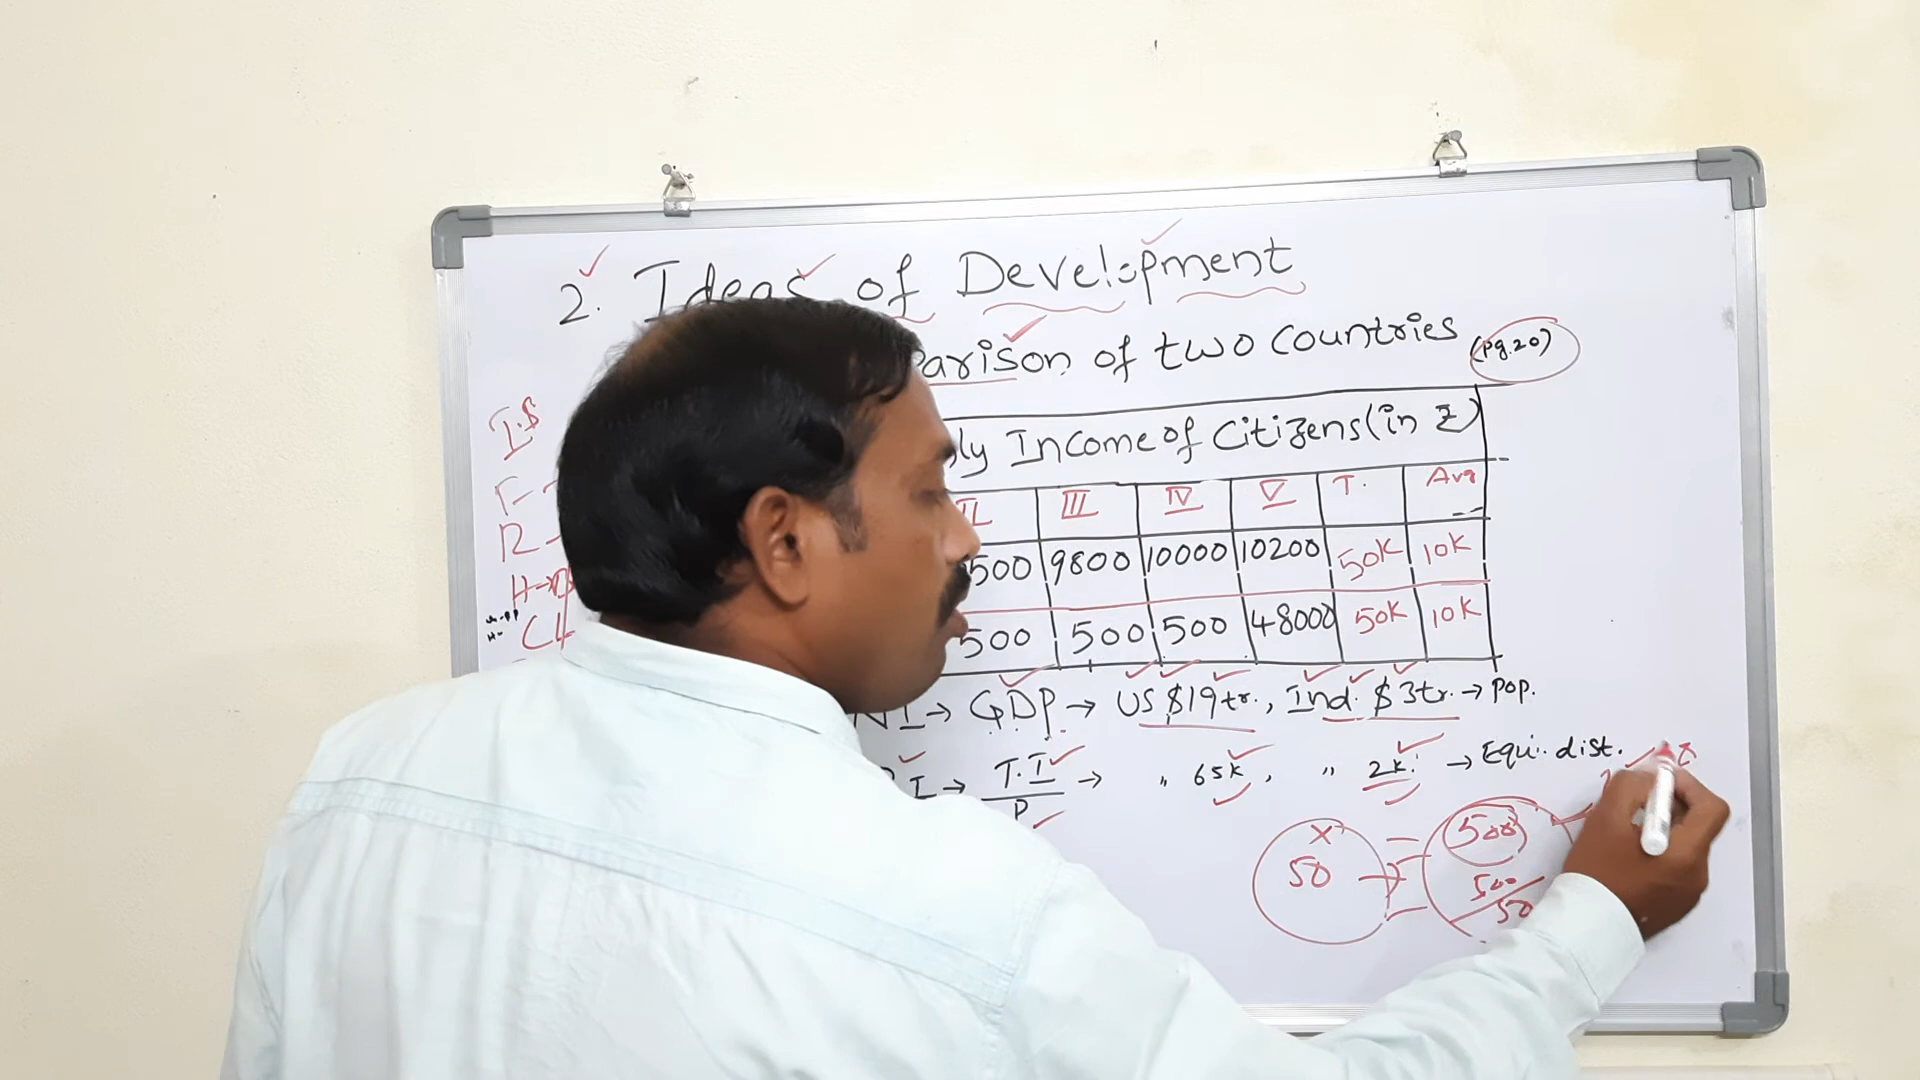 2. Ideas of Development
parison of two countries (pg.20)
ly Income of Citizens (in ₹)
II III IV V T. Avg
500 9800 10000 10200 50K 10K
500 500 500 48000 50K 10K
NI → GDP → US $19tr., Ind. $3tr. → Pop.
I → T.I/P → " 65k, " 2k. → Equi. dist.
X
50
500
500/50
I.S
F-
R-
H→